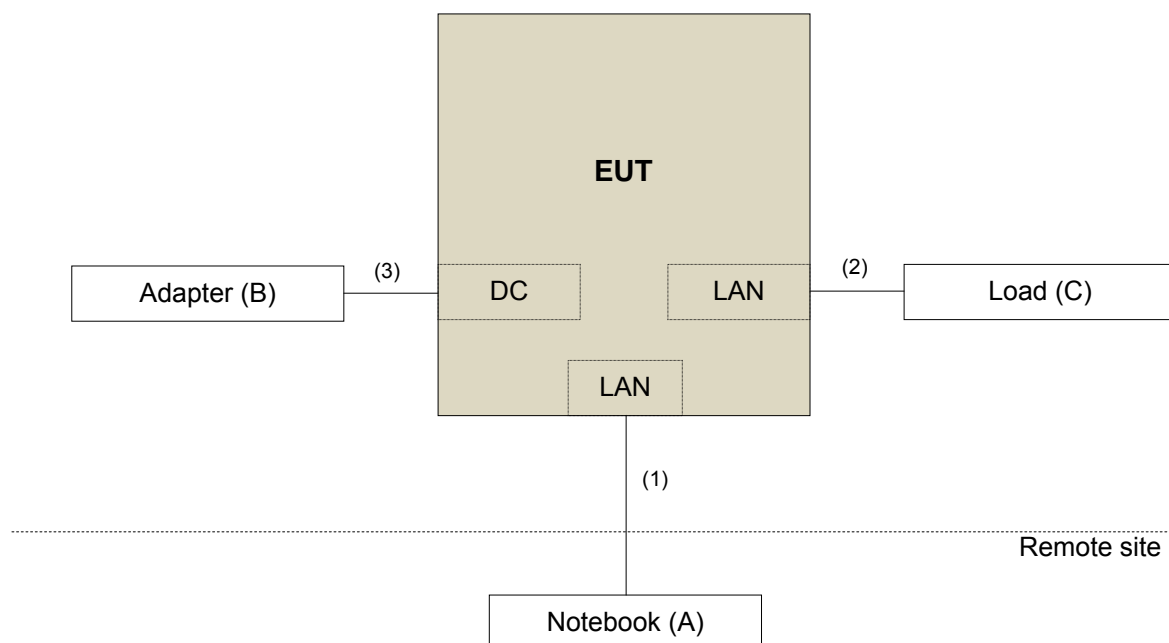 EUT
(3)
(2)
Adapter (B)
DC
LAN
Load (C)
LAN
(1)
Remote site
Notebook (A)